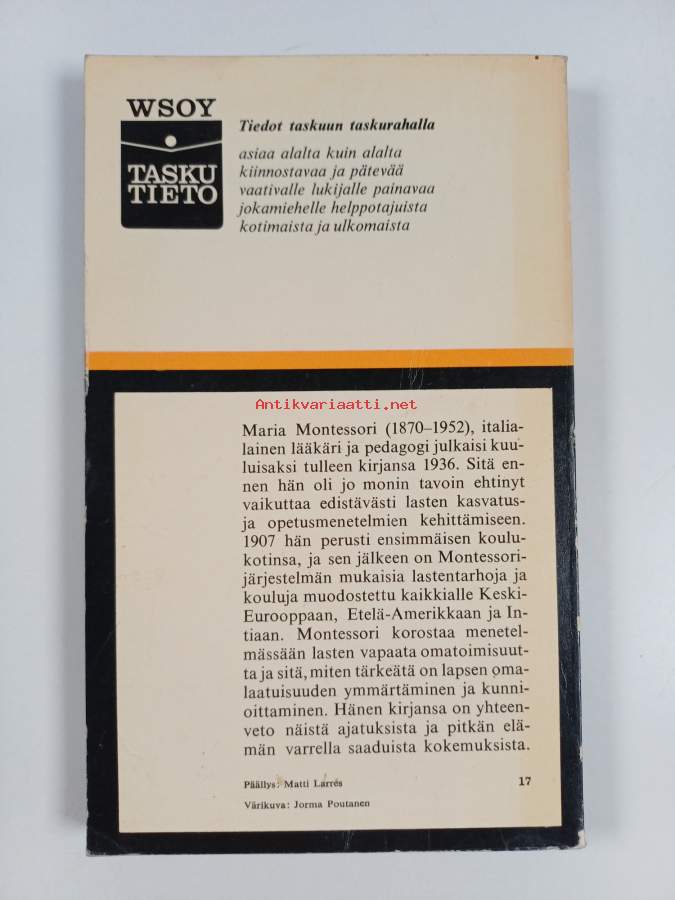 WSOY
TASKU
TIETO
Tiedot taskuun taskurahalla
asiaa alalta kuin alalta
kiinnostavaa ja pätevää
vaativalle lukijalle painavaa
jokamiehelle helppotajuista
kotimaista ja ulkomaista
Antikvariaatti.net
Maria Montessori (1870–1952), italia-
lainen lääkäri ja pedagogi julkaisi kuu-
luisaksi tulleen kirjansa 1936. Sitä en-
nen hän oli jo monin tavoin ehtinyt
vaikuttaa edistävästi lasten kasvatus-
ja opetusmenetelmien kehittämiseen.
1907 hän perusti ensimmäisen koulu-
kotinsa, ja sen jälkeen on Montessori-
järjestelmän mukaisia lastentarhoja ja
kouluja muodostettu kaikkialle Keski-
Eurooppaan, Etelä-Amerikkaan ja In-
tiaan. Montessori korostaa menetel-
mässään lasten vapaata omatoimisuut-
ta ja sitä, miten tärkeätä on lapsen oma-
laatuisuuden ymmärtäminen ja kunni-
oittaminen. Hänen kirjansa on yhteen-
veto näistä ajatuksista ja pitkän elä-
män varrella saaduista kokemuksista.
Päällys: Matti Larrés 17
Värikuva: Jorma Poutanen